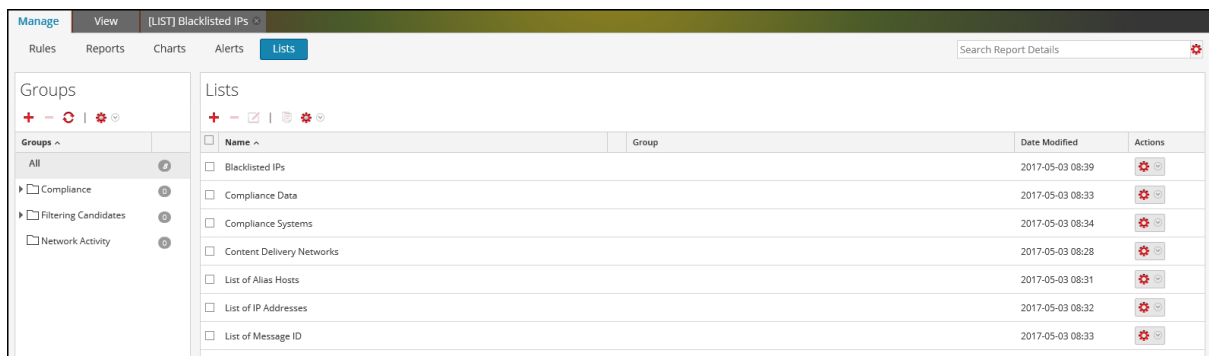 Manage View [LIST] Blacklisted IPs
Rules Reports Charts Alerts Lists Search Report Details
Groups
Groups
All 8
Compliance 0
Filtering Candidates 0
Network Activity 0
Lists
Name Group Date Modified Actions
Blacklisted IPs 2017-05-03 08:39
Compliance Data 2017-05-03 08:33
Compliance Systems 2017-05-03 08:34
Content Delivery Networks 2017-05-03 08:28
List of Alias Hosts 2017-05-03 08:31
List of IP Addresses 2017-05-03 08:32
List of Message ID 2017-05-03 08:33